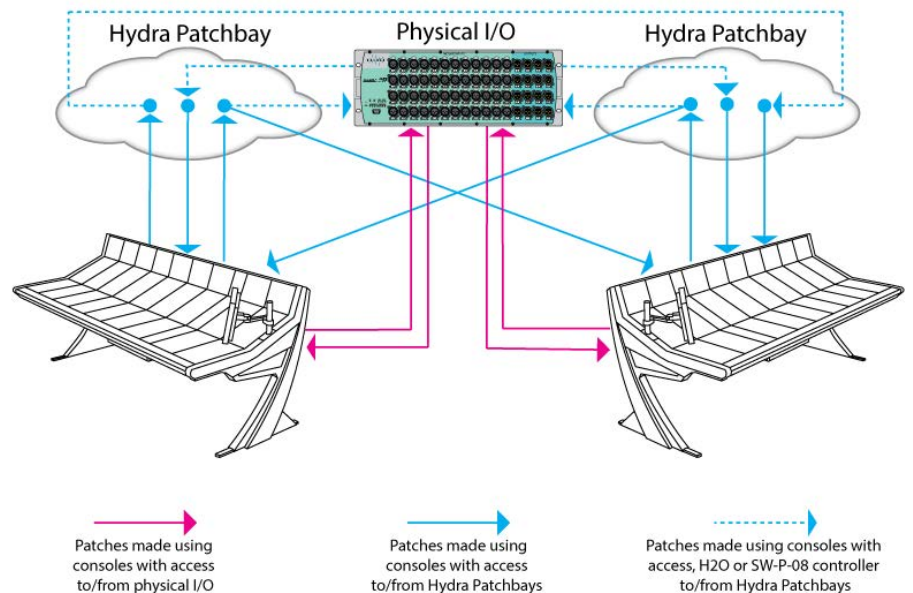 Hydra Patchbay
Physical I/O
Hydra Patchbay
Patches made using
consoles with access
to/from physical I/O
Patches made using
consoles with access
to/from Hydra Patchbays
Patches made using consoles with
access, H2O or SW-P-08 controller
to/from Hydra Patchbays